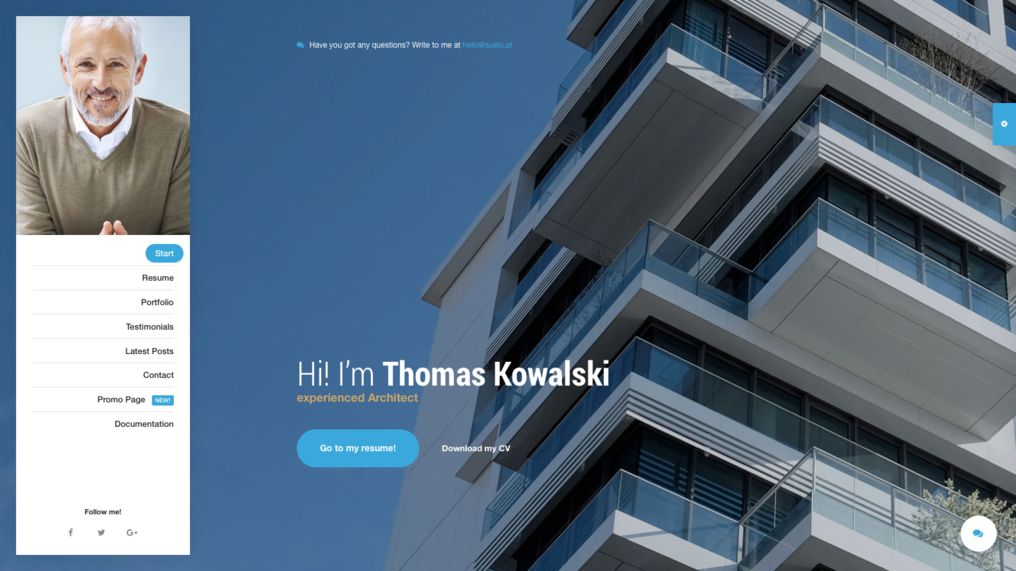 Have you got any questions? Write to me at hello@sualo.pl
Start
Resume
Portfolio
Testimonials
Latest Posts
Contact
Promo Page NEW!
Documentation
Hi! I'm Thomas Kowalski
experienced Architect
Go to my resume!
Download my CV
Follow me!